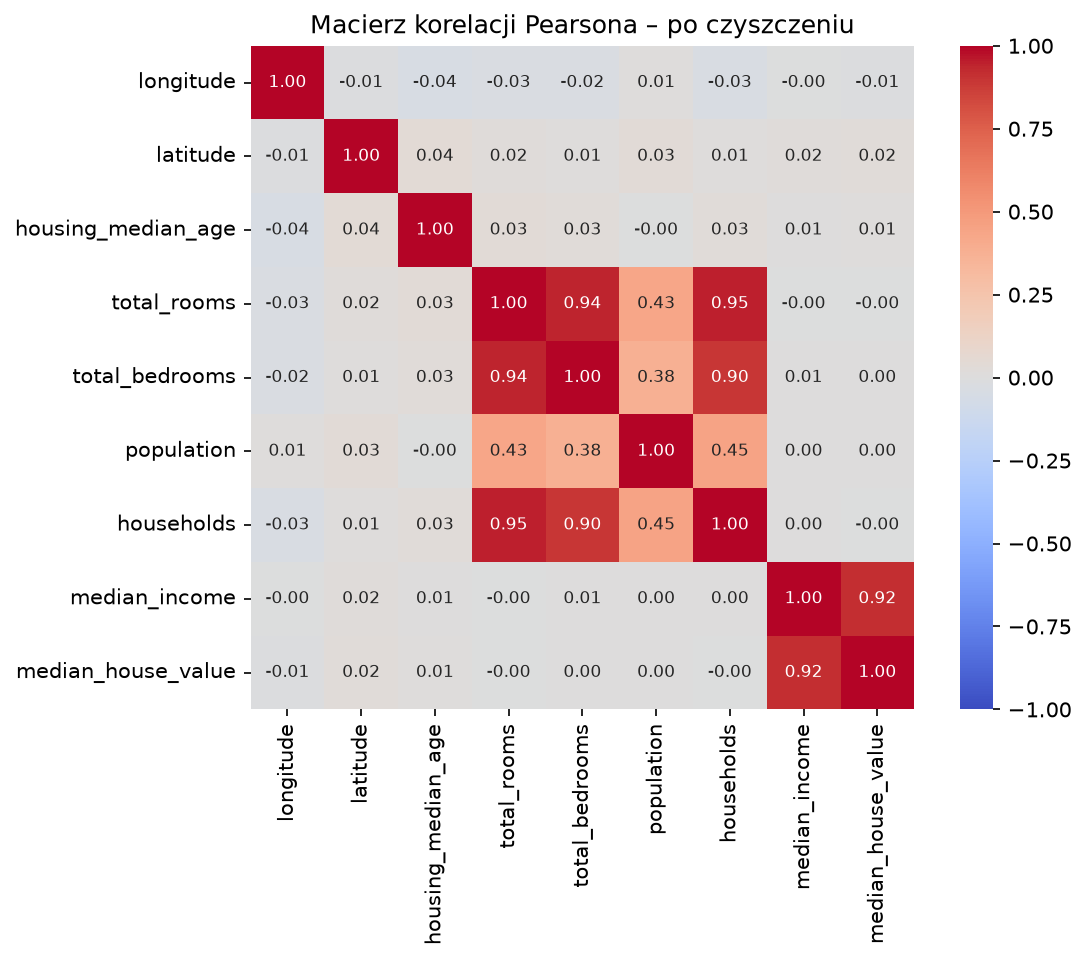 Macierz korelacji Pearsona – po czyszczeniu
longitude 1.00 -0.01 -0.04 -0.03 -0.02 0.01 -0.03 -0.00 -0.01
latitude -0.01 1.00 0.04 0.02 0.01 0.03 0.01 0.02 0.02
housing_median_age -0.04 0.04 1.00 0.03 0.03 -0.00 0.03 0.01 0.01
total_rooms -0.03 0.02 0.03 1.00 0.94 0.43 0.95 -0.00 -0.00
total_bedrooms -0.02 0.01 0.03 0.94 1.00 0.38 0.90 0.01 0.00
population 0.01 0.03 -0.00 0.43 0.38 1.00 0.45 0.00 0.00
households -0.03 0.01 0.03 0.95 0.90 0.45 1.00 0.00 -0.00
median_income -0.00 0.02 0.01 -0.00 0.01 0.00 0.00 1.00 0.92
median_house_value -0.01 0.02 0.01 -0.00 0.00 0.00 -0.00 0.92 1.00
longitude
latitude
housing_median_age
total_rooms
total_bedrooms
population
households
median_income
median_house_value
1.00
0.75
0.50
0.25
0.00
−0.25
−0.50
−0.75
−1.00